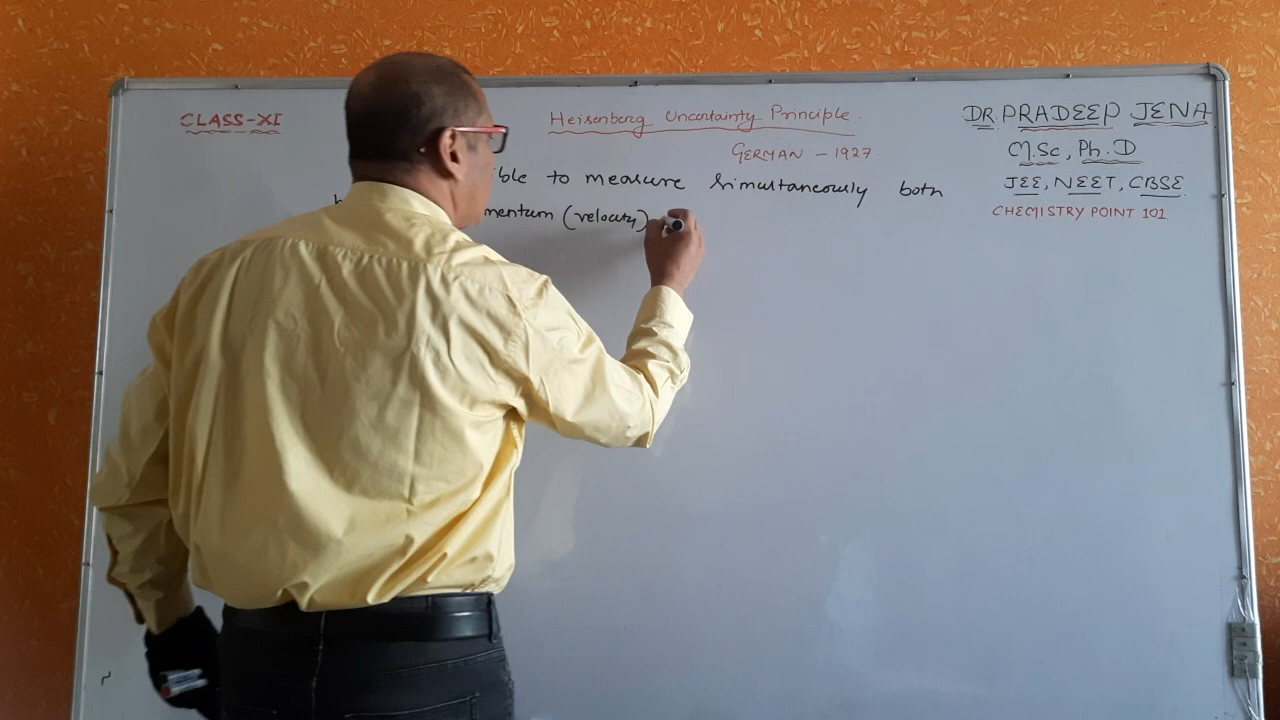 CLASS-XI
Heisenberg Uncertainty Principle
GERMAN - 1927
ible to measure simultaneously both
mentum (velocity)
DR PRADEEP JENA
M.Sc, Ph.D
JEE, NEET, CBSE
CHEMISTRY POINT 101